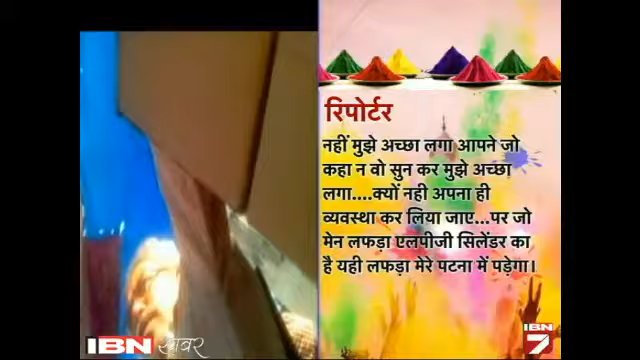 रिपोर्टर
नहीं मुझे अच्छा लगा आपने जो
कहा न वो सुन कर मुझे अच्छा
लगा....क्यों नही अपना ही
व्यवस्था कर लिया जाए...पर जो
मेन लफड़ा एलपीजी सिलेंडर का
है यही लफड़ा मेरे पटना में पड़ेगा।
IBN खबर
IBN
7